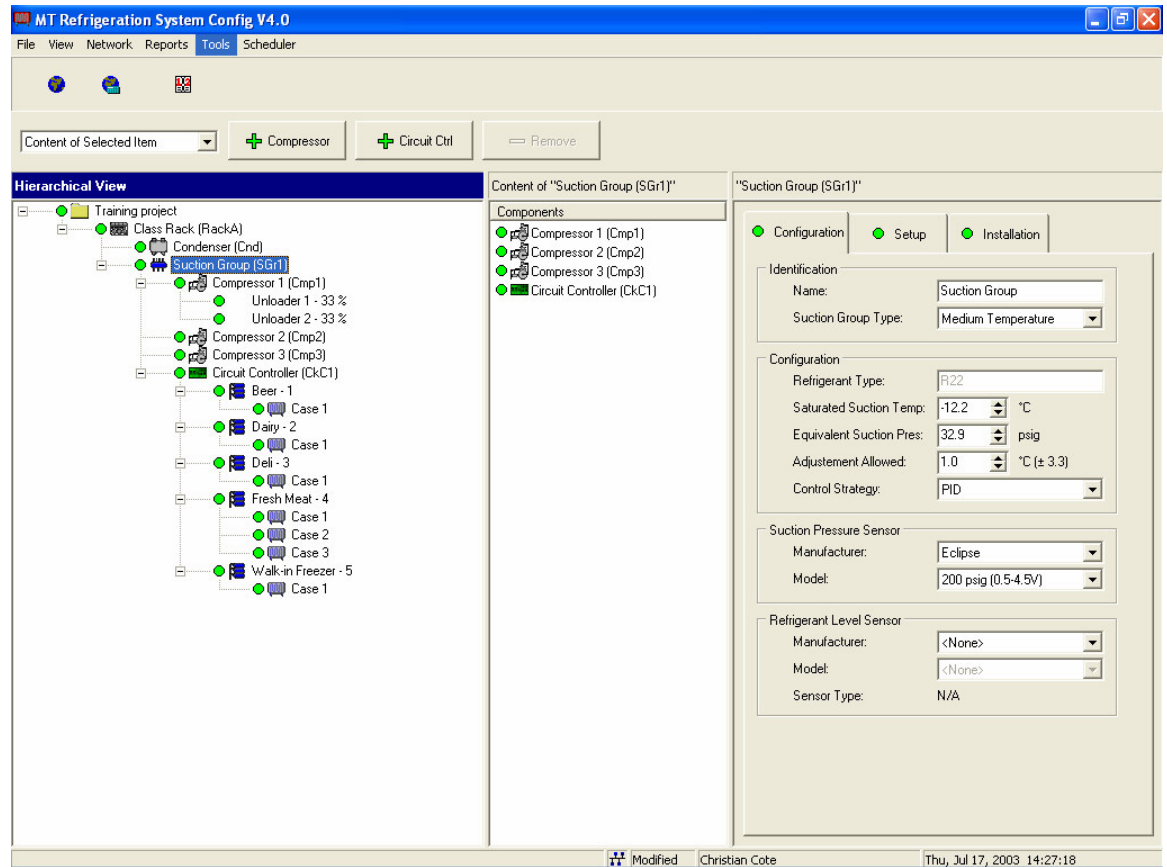 MT Refrigeration System Config V4.0
File View Network Reports Tools Scheduler
Content of Selected Item Compressor Circuit Ctrl Remove
Hierarchical View
Training project
Class Rack (RackA)
Condenser (Cnd)
Suction Group (SGr1)
Compressor 1 (Cmp1)
Unloader 1 - 33 %
Unloader 2 - 33 %
Compressor 2 (Cmp2)
Compressor 3 (Cmp3)
Circuit Controller (CkC1)
Beer - 1
Case 1
Dairy - 2
Case 1
Deli - 3
Case 1
Fresh Meat - 4
Case 1
Case 2
Case 3
Walk-in Freezer - 5
Case 1
Content of "Suction Group (SGr1)"
Components
Compressor 1 (Cmp1)
Compressor 2 (Cmp2)
Compressor 3 (Cmp3)
Circuit Controller (CkC1)
"Suction Group (SGr1)"
Configuration Setup Installation
Identification
Name: Suction Group
Suction Group Type: Medium Temperature
Configuration
Refrigerant Type: R22
Saturated Suction Temp: -12.2 °C
Equivalent Suction Pres: 32.9 psig
Adjustement Allowed: 1.0 °C (± 3.3)
Control Strategy: PID
Suction Pressure Sensor
Manufacturer: Eclipse
Model: 200 psig (0.5-4.5V)
Refrigerant Level Sensor
Manufacturer: <None>
Model: <None>
Sensor Type: N/A
Modified Christian Cote Thu, Jul 17, 2003 14:27:18